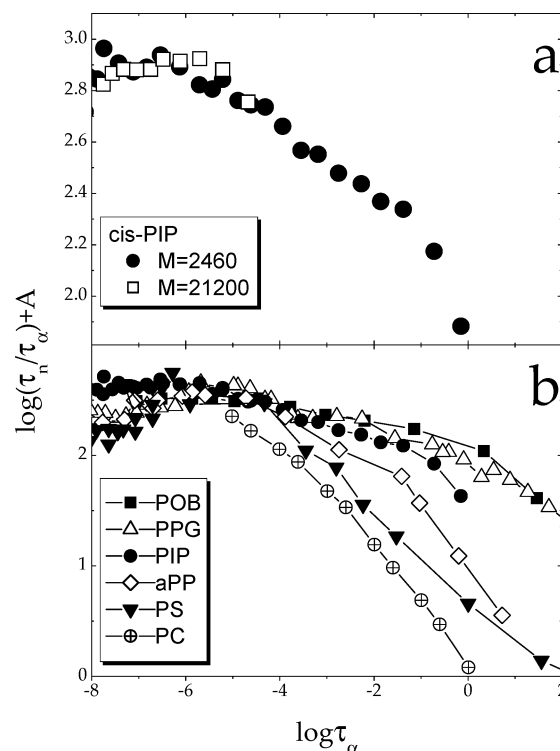 3.0
a
2.8
2.6
2.4
cis-PIP
M=2460
M=21200
2.2
2.0
log(τn/τα)+A
b
2
POB
PPG
PIP
aPP
PS
PC
1
0
-8 -6 -4 -2 0 2
logτα